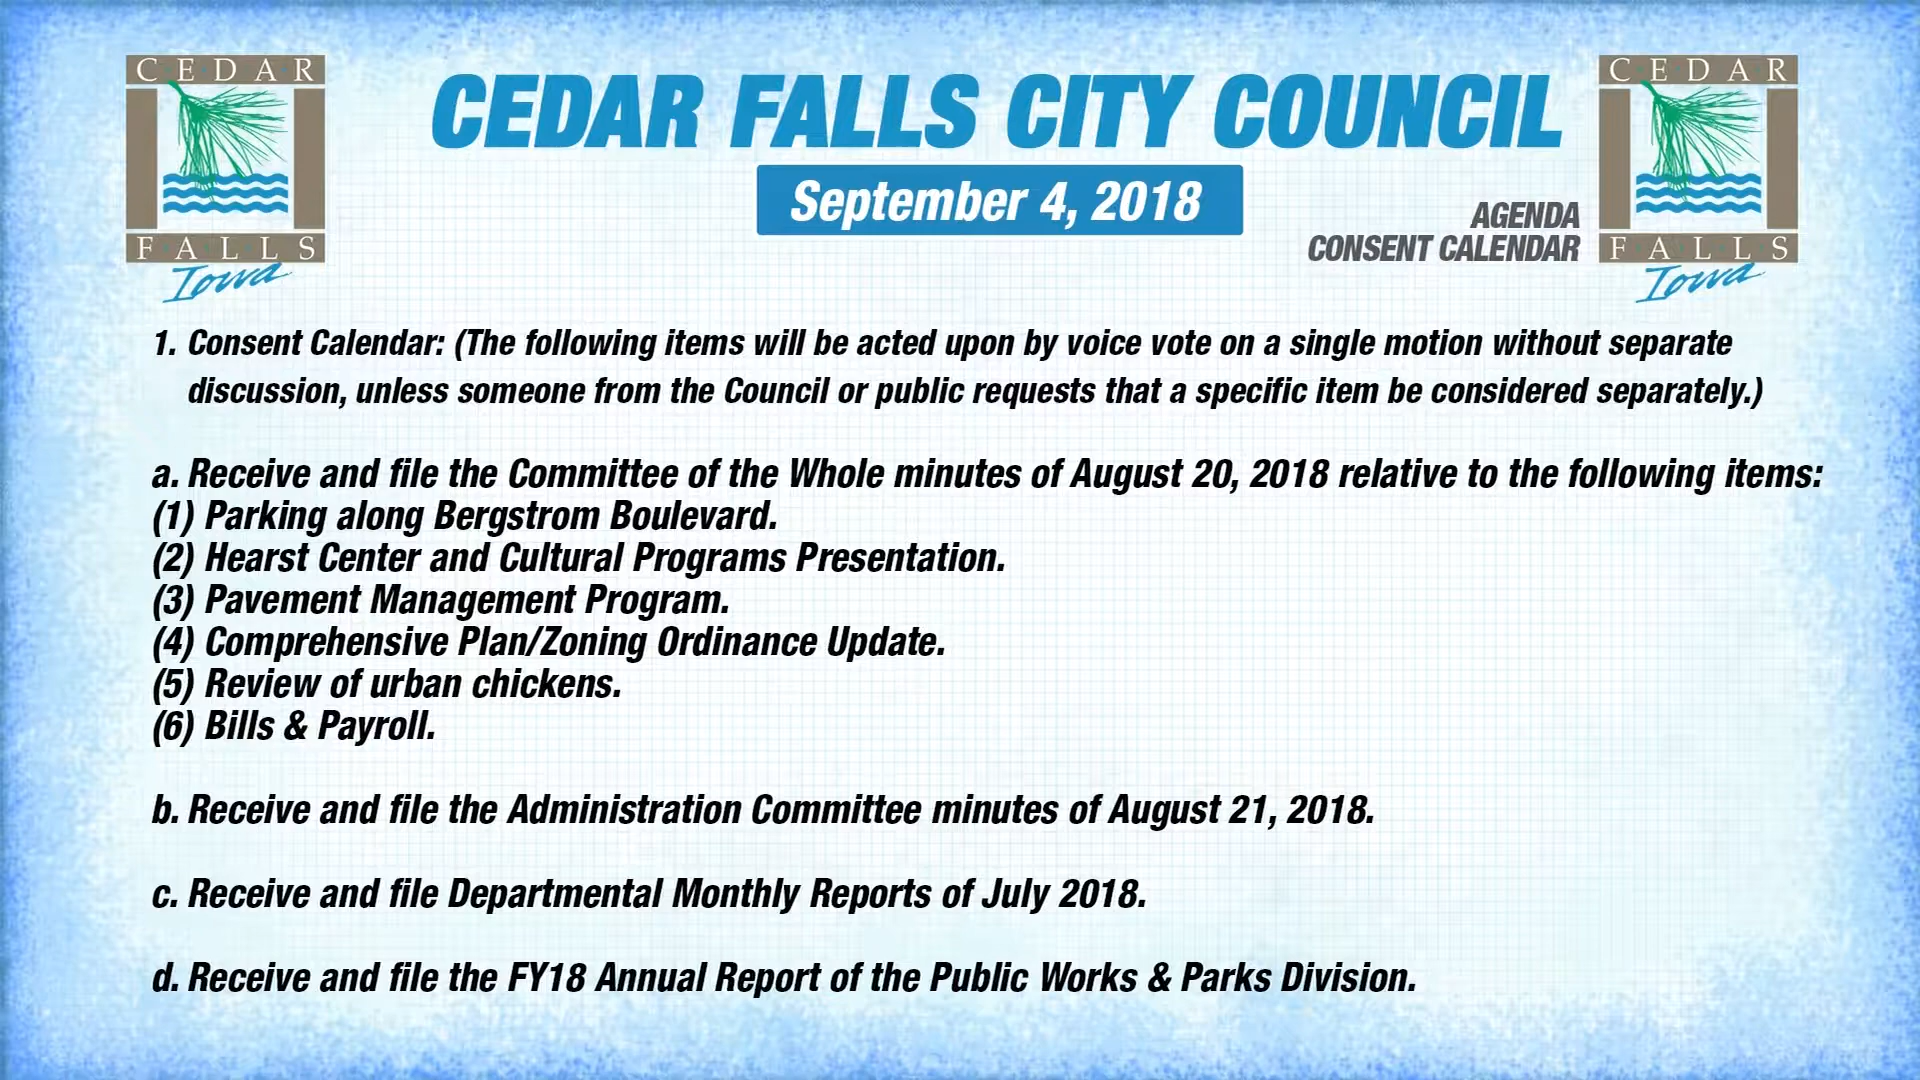 CEDAR
FALLS
Iowa
CEDAR FALLS CITY COUNCIL
September 4, 2018
AGENDA
CONSENT CALENDAR
CEDAR
FALLS
Iowa
1. Consent Calendar: (The following items will be acted upon by voice vote on a single motion without separate
discussion, unless someone from the Council or public requests that a specific item be considered separately.)
a. Receive and file the Committee of the Whole minutes of August 20, 2018 relative to the following items:
(1) Parking along Bergstrom Boulevard.
(2) Hearst Center and Cultural Programs Presentation.
(3) Pavement Management Program.
(4) Comprehensive Plan/Zoning Ordinance Update.
(5) Review of urban chickens.
(6) Bills & Payroll.
b. Receive and file the Administration Committee minutes of August 21, 2018.
c. Receive and file Departmental Monthly Reports of July 2018.
d. Receive and file the FY18 Annual Report of the Public Works & Parks Division.